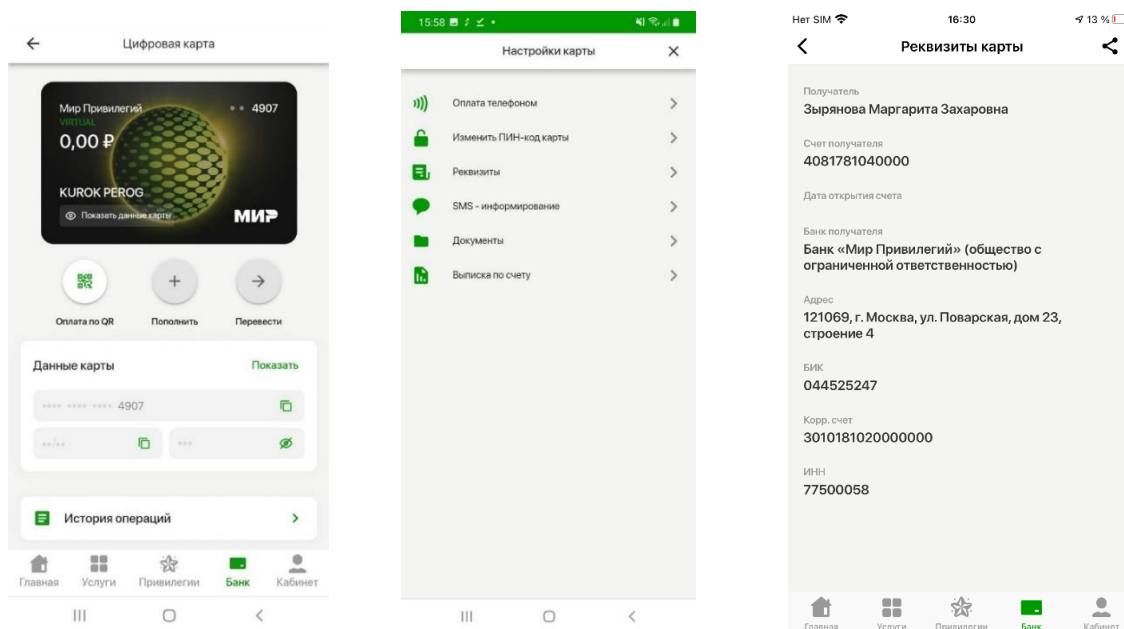 Цифровая карта
Мир Привилегий
4907
VIRTUAL
0,00 ₽
KUROK PEROG
Показать данные карты
МИР
Оплата по QR
Пополнить
Перевести
Данные карты
Показать
•••• •••• •••• 4907
••/••
•••
История операций
Главная
Услуги
Привилегии
Банк
Кабинет
15:58
Настройки карты
Оплата телефоном
Изменить ПИН-код карты
Реквизиты
SMS - информирование
Документы
Выписка по счету
Нет SIM
16:30
13 %
Реквизиты карты
Получатель
Зырянова Маргарита Захаровна
Счет получателя
4081781040000
Дата открытия счета
Банк получателя
Банк «Мир Привилегий» (общество с
ограниченной ответственностью)
Адрес
121069, г. Москва, ул. Поварская, дом 23,
строение 4
БИК
044525247
Корр. счет
3010181020000000
ИНН
77500058
Главная
Услуги
Привилегии
Банк
Кабинет